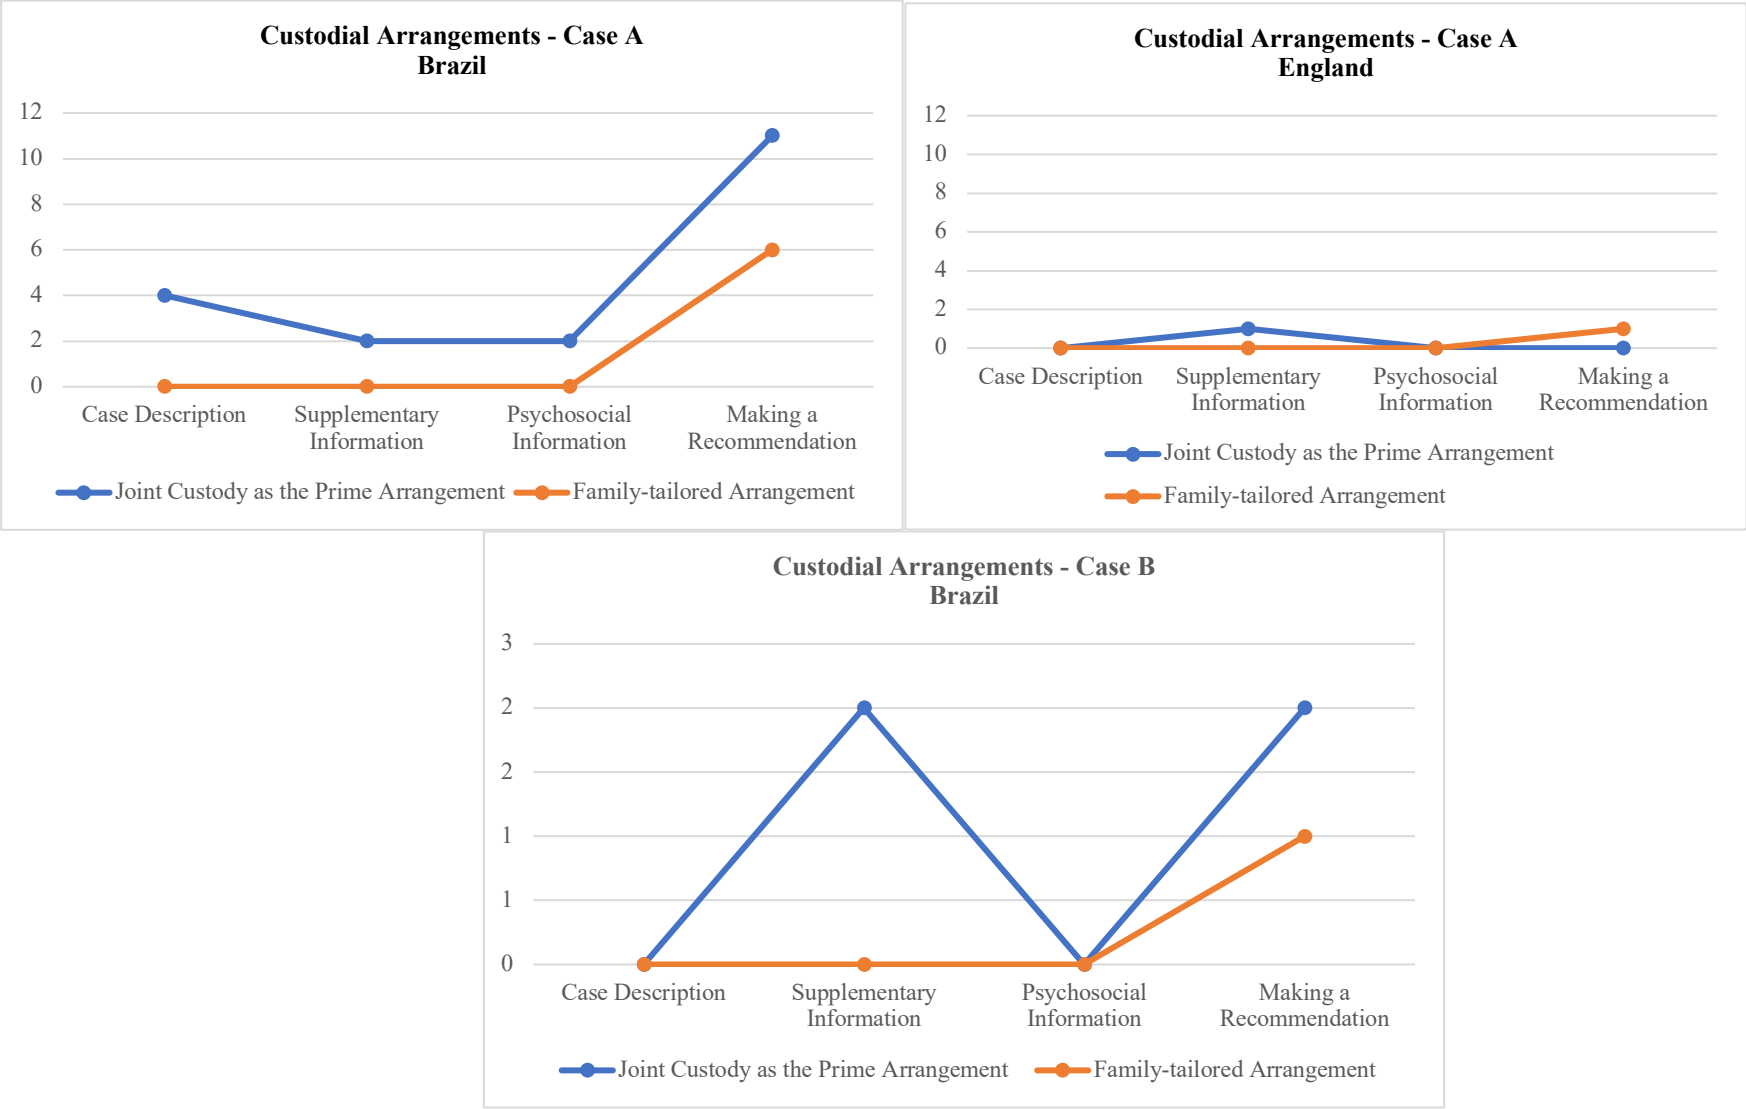 Custodial Arrangements - Case A
Brazil
12
10
8
6
4
2
0
Case Description
Supplementary
Information
Psychosocial
Information
Making a
Recommendation
Joint Custody as the Prime Arrangement
Family-tailored Arrangement
Custodial Arrangements - Case A
England
12
10
8
6
4
2
0
Case Description
Supplementary
Information
Psychosocial
Information
Making a
Recommendation
Joint Custody as the Prime Arrangement
Family-tailored Arrangement
Custodial Arrangements - Case B
Brazil
3
2
2
1
1
0
Case Description
Supplementary
Information
Psychosocial
Information
Making a
Recommendation
Joint Custody as the Prime Arrangement
Family-tailored Arrangement